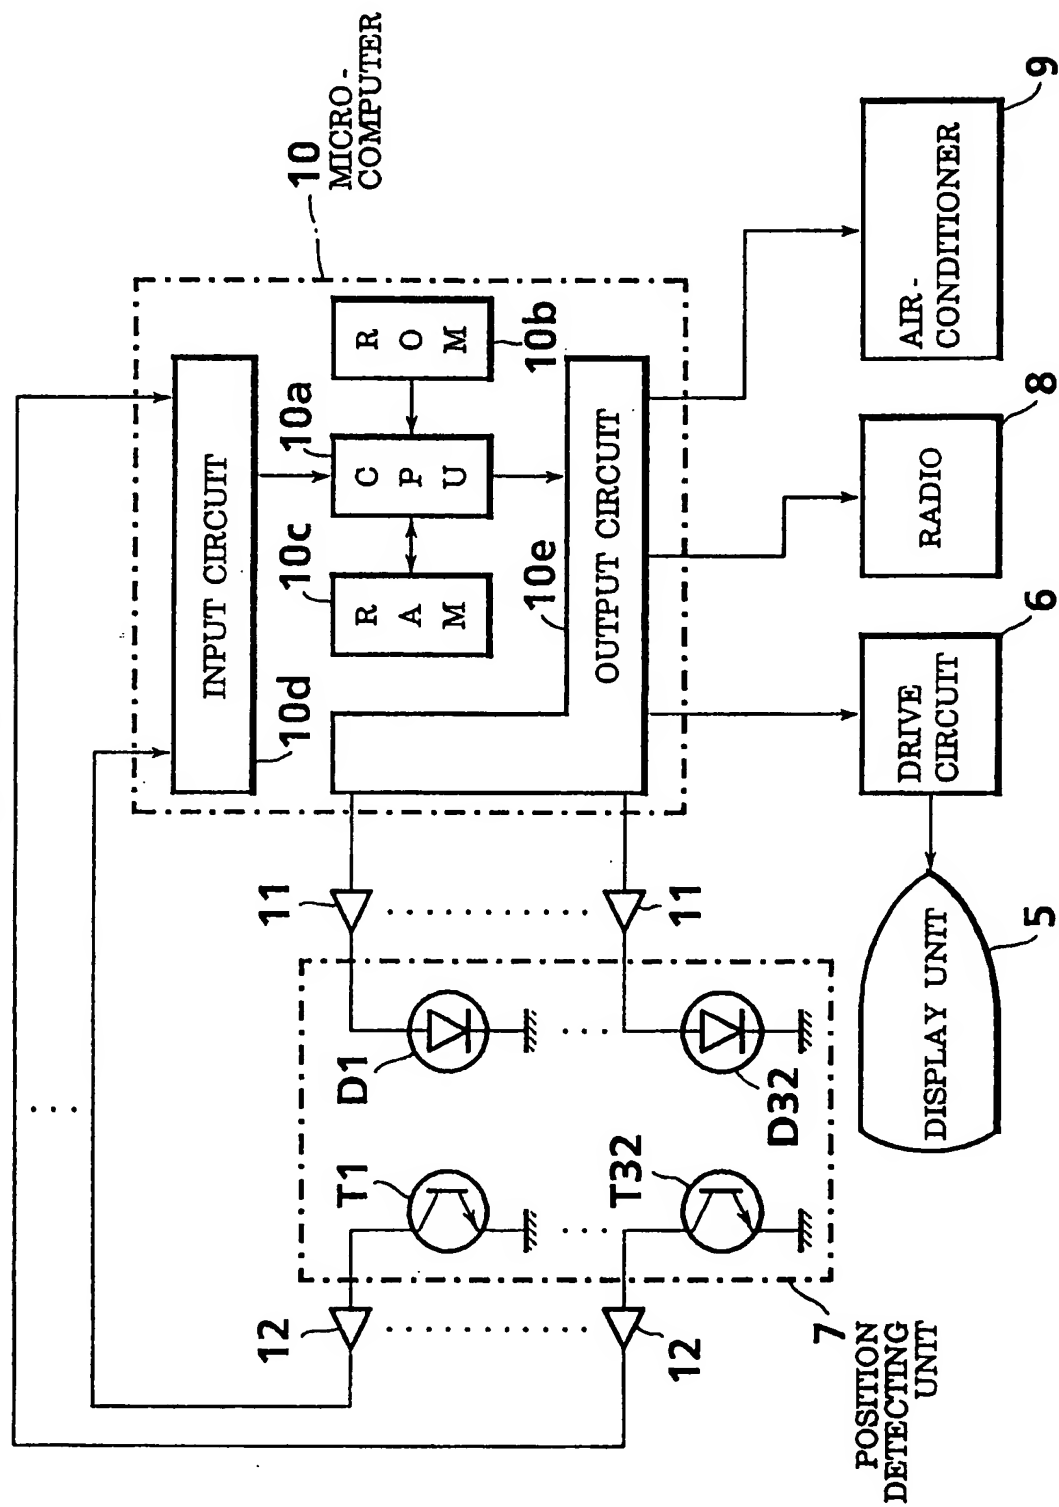 10
MICRO-
COMPUTER
INPUT CIRCUIT
10d
R O M
10b
C P U
10a
R A M
10c
OUTPUT CIRCUIT
10e
11
11
12
12
T1
T32
D1
D32
7
POSITION
DETECTING
UNIT
DISPLAY UNIT
5
DRIVE
CIRCUIT
6
RADIO
8
AIR-
CONDITIONER
9